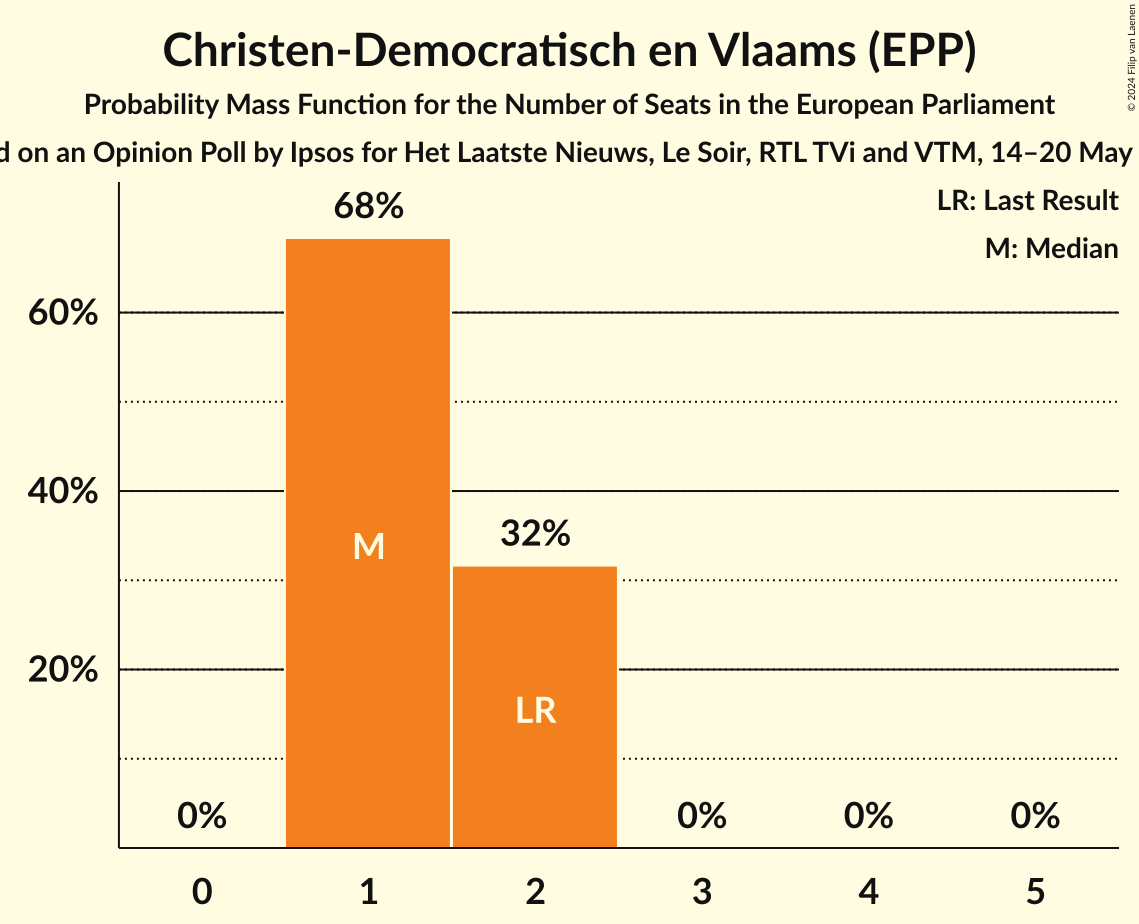 Christen-Democratisch en Vlaams (EPP)
Probability Mass Function for the Number of Seats in the European Parliament
on an Opinion Poll by Ipsos for Het Laatste Nieuws, Le Soir, RTL TVi and VTM, 14–20 May
© 2024 Filip van Laenen
LR: Last Result
M: Median
68%
60%
40%
32%
M
20%
LR
0%
0%
0%
0%
0 1 2 3 4 5